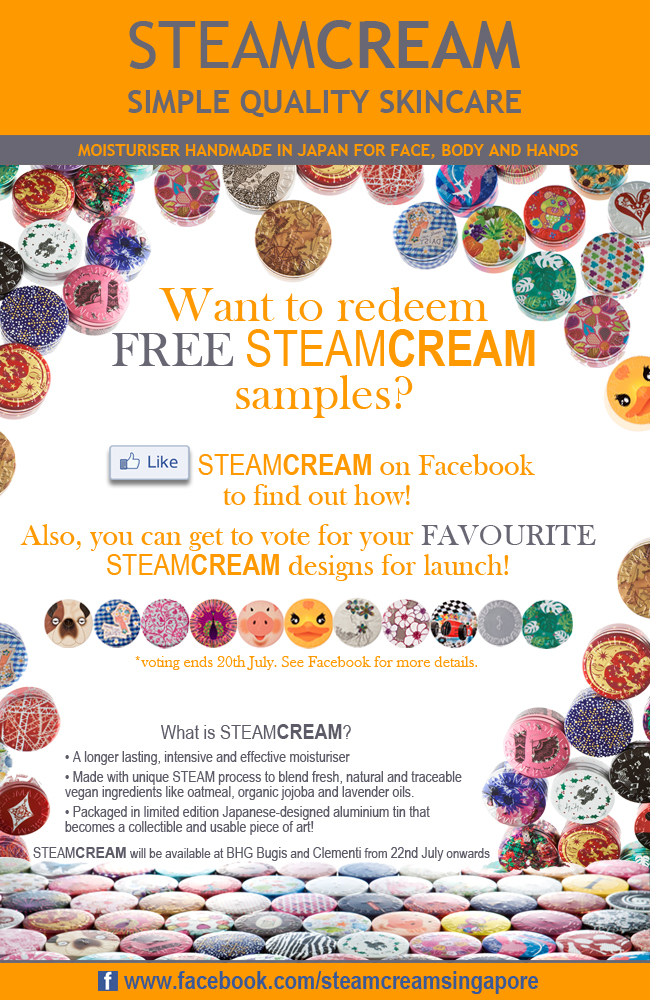 STEAMCREAM
SIMPLE QUALITY SKINCARE
MOISTURISER HANDMADE IN JAPAN FOR FACE, BODY AND HANDS
Want to redeem
FREE STEAMCREAM
samples?
Like STEAMCREAM on Facebook
to find out how!
Also, you can get to vote for your FAVOURITE
STEAMCREAM designs for launch!
*voting ends 20th July. See Facebook for more details.
What is STEAMCREAM?
• A longer lasting, intensive and effective moisturiser
• Made with unique STEAM process to blend fresh, natural and traceable
vegan ingredients like oatmeal, organic jojoba and lavender oils.
• Packaged in limited edition Japanese-designed aluminium tin that
becomes a collectible and usable piece of art!
STEAMCREAM will be available at BHG Bugis and Clementi from 22nd July onwards
f www.facebook.com/steamcreamsingapore